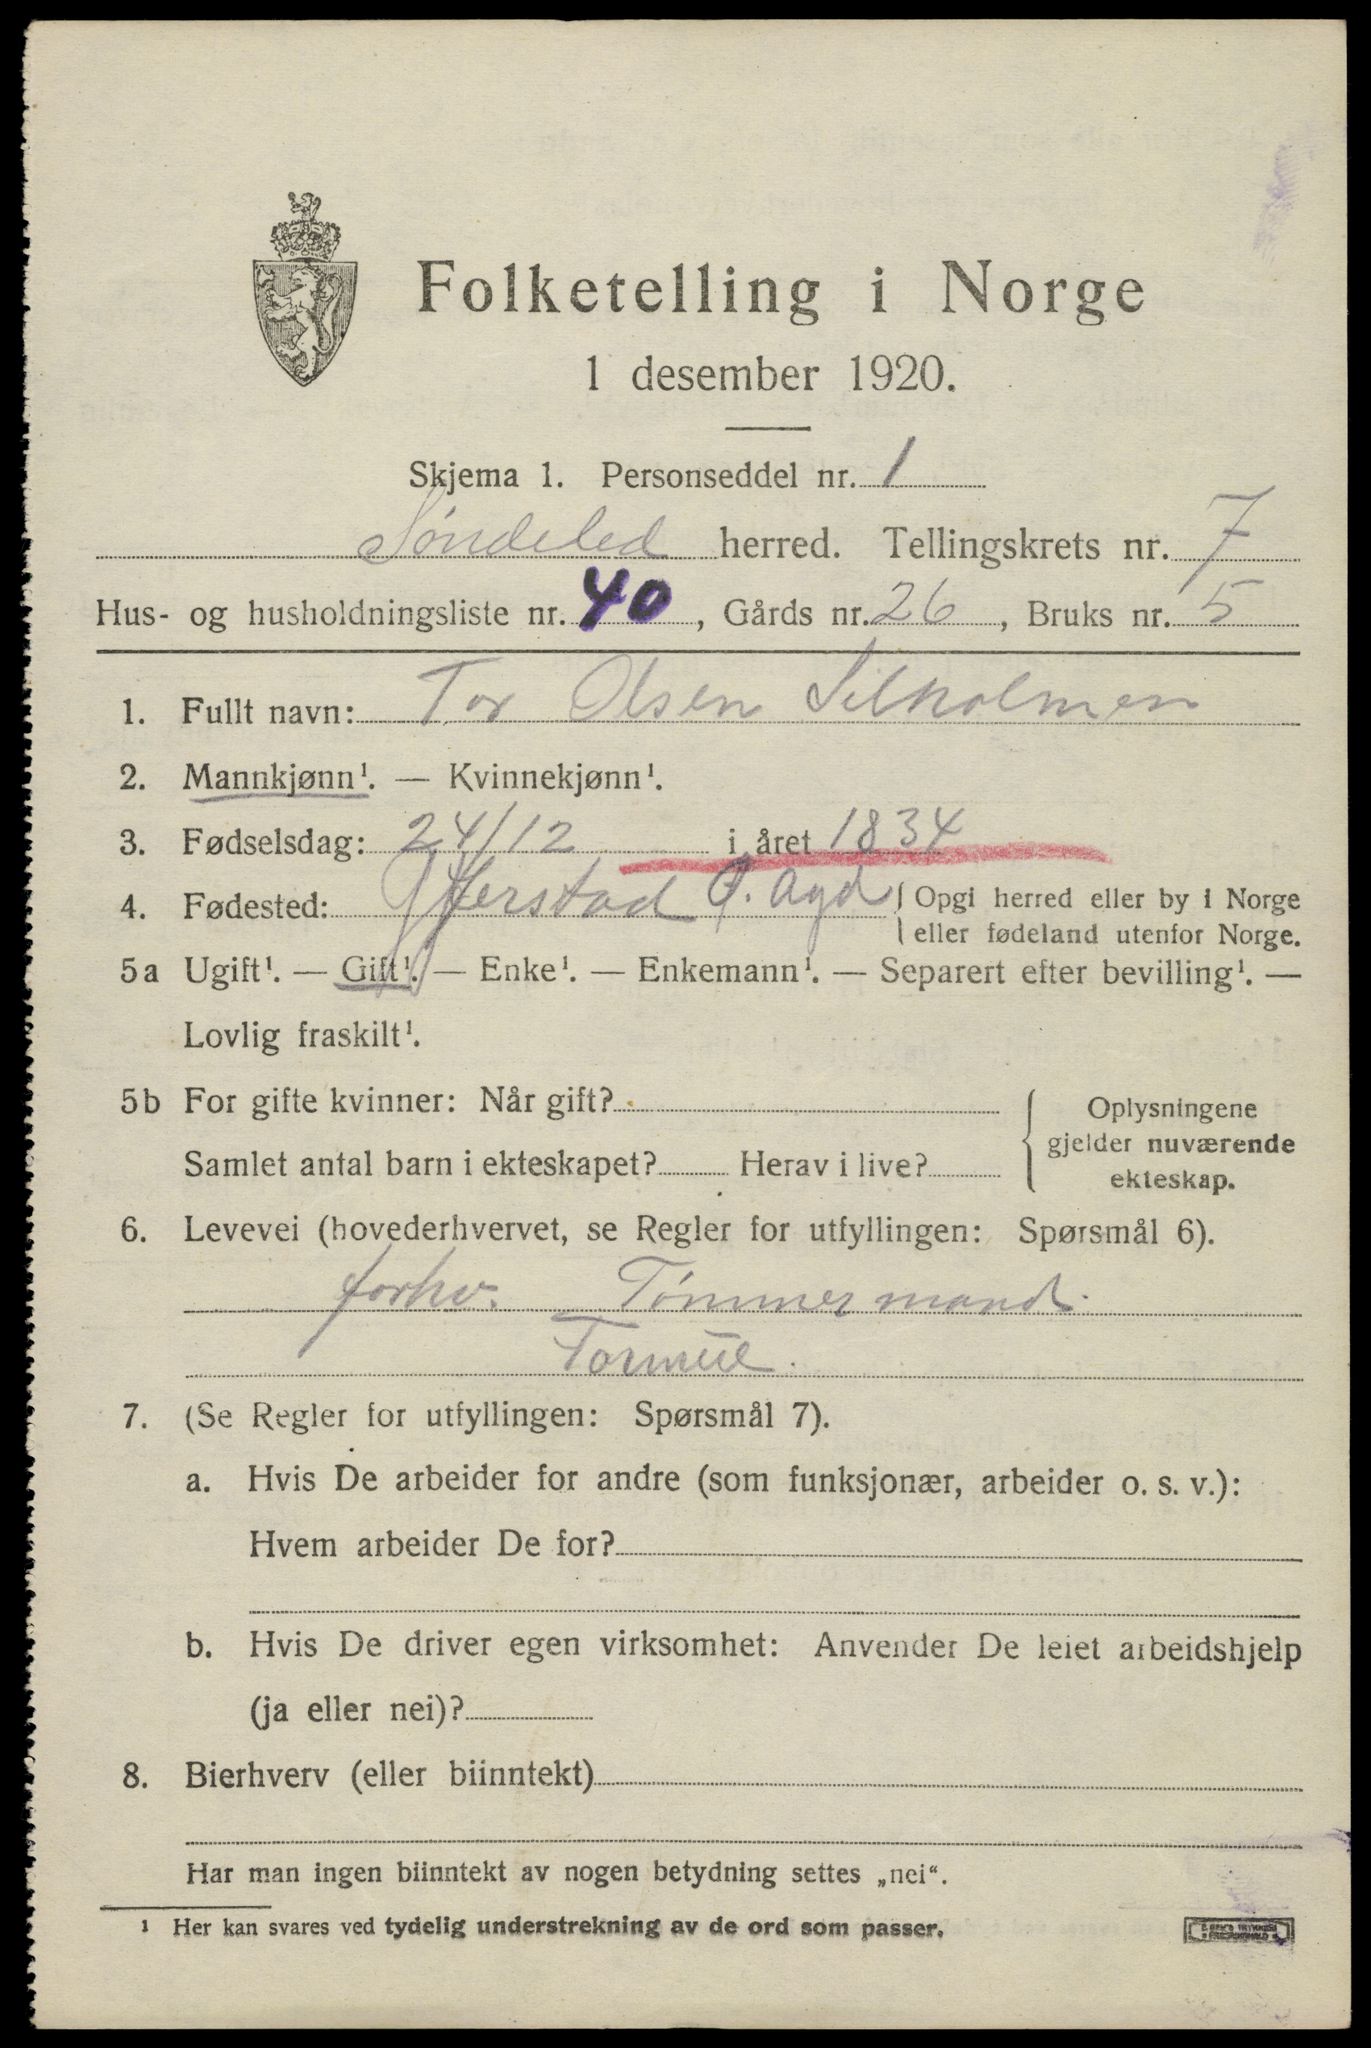 Folketelling i Norge
1 desember 1920.
Skjema 1. Personseddel nr. 1
Søndeled herred. Tellingskrets nr. 7
Hus- og husholdningsliste nr. 40, Gårds nr. 26, Bruks nr. 5
1. Fullt navn: Tor Olsen Silholmen
2. Mannkjønn¹. — Kvinnekjønn¹.
3. Fødselsdag: 24/12 i året 1834
4. Fødested: Gjerstad Ø. Agd { Opgi herred eller by i Norge
eller fødeland utenfor Norge.
5a Ugift¹. — Gift¹. — Enke¹. — Enkemann¹. — Separert efter bevilling¹. —
Lovlig fraskilt¹.
5b For gifte kvinner: Når gift?
Samlet antal barn i ekteskapet? Herav i live?
{ Oplysningene
gjelder nuværende
ekteskap.
6. Levevei (hovederhvervet, se Regler for utfyllingen: Spørsmål 6).
forhv. Tømmermand.
7. (Se Regler for utfyllingen: Spørsmål 7).
a. Hvis De arbeider for andre (som funksjonær, arbeider o. s. v.):
Hvem arbeider De for?
b. Hvis De driver egen virksomhet: Anvender De leiet arbeidshjelp
(ja eller nei)?
8. Bierhverv (eller biinntekt)
Har man ingen biinntekt av nogen betydning settes „nei“.
¹ Her kan svares ved tydelig understrekning av de ord som passer.